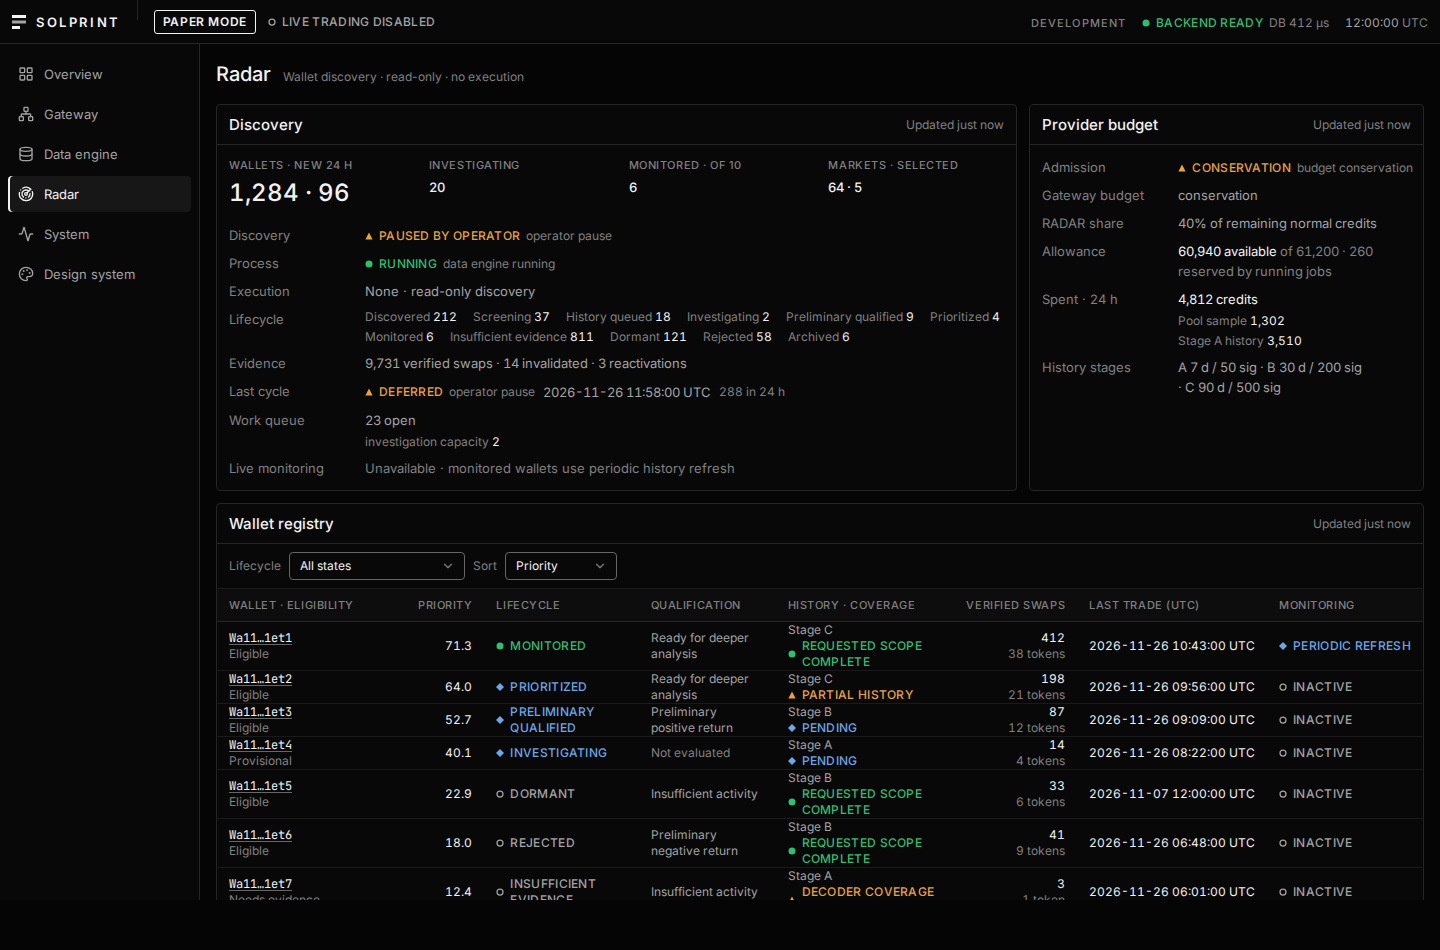 SOLPRINT
PAPER MODE
LIVE TRADING DISABLED
DEVELOPMENT
BACKEND READY DB 412 µs
12:00:00 UTC
Overview
Gateway
Data engine
Radar
System
Design system
Radar
Wallet discovery · read-only · no execution
Discovery
Updated just now
WALLETS · NEW 24 H
1,284 · 96
INVESTIGATING
20
MONITORED · OF 10
6
MARKETS · SELECTED
64 · 5
Discovery
PAUSED BY OPERATOR operator pause
Process
RUNNING data engine running
Execution
None · read-only discovery
Lifecycle
Discovered 212 Screening 37 History queued 18 Investigating 2 Preliminary qualified 9 Prioritized 4
Monitored 6 Insufficient evidence 811 Dormant 121 Rejected 58 Archived 6
Evidence
9,731 verified swaps · 14 invalidated · 3 reactivations
Last cycle
DEFERRED operator pause 2026-11-26 11:58:00 UTC 288 in 24 h
Work queue
23 open
investigation capacity 2
Live monitoring
Unavailable · monitored wallets use periodic history refresh
Provider budget
Updated just now
Admission
CONSERVATION budget conservation
Gateway budget
conservation
RADAR share
40% of remaining normal credits
Allowance
60,940 available of 61,200 · 260
reserved by running jobs
Spent · 24 h
4,812 credits
Pool sample 1,302
Stage A history 3,510
History stages
A 7 d / 50 sig · B 30 d / 200 sig
· C 90 d / 500 sig
Wallet registry
Updated just now
Lifecycle
All states
Sort
Priority
WALLET · ELIGIBILITY PRIORITY LIFECYCLE QUALIFICATION HISTORY · COVERAGE VERIFIED SWAPS LAST TRADE (UTC) MONITORING
Wa11…1et1
Eligible
71.3
MONITORED
Ready for deeper
analysis
Stage C
REQUESTED SCOPE
COMPLETE
412
38 tokens
2026-11-26 10:43:00 UTC
PERIODIC REFRESH
Wa11…1et2
Eligible
64.0
PRIORITIZED
Ready for deeper
analysis
Stage C
PARTIAL HISTORY
198
21 tokens
2026-11-26 09:56:00 UTC
INACTIVE
Wa11…1et3
Eligible
52.7
PRELIMINARY
QUALIFIED
Preliminary
positive return
Stage B
PENDING
87
12 tokens
2026-11-26 09:09:00 UTC
INACTIVE
Wa11…1et4
Provisional
40.1
INVESTIGATING
Not evaluated
Stage A
PENDING
14
4 tokens
2026-11-26 08:22:00 UTC
INACTIVE
Wa11…1et5
Eligible
22.9
DORMANT
Insufficient activity
Stage B
REQUESTED SCOPE
COMPLETE
33
6 tokens
2026-11-07 12:00:00 UTC
INACTIVE
Wa11…1et6
Eligible
18.0
REJECTED
Preliminary
negative return
Stage B
REQUESTED SCOPE
COMPLETE
41
9 tokens
2026-11-26 06:48:00 UTC
INACTIVE
Wa11…1et7
Needs evidence
12.4
INSUFFICIENT
EVIDENCE
Insufficient activity
Stage A
DECODER COVERAGE
3
1 token
2026-11-26 06:01:00 UTC
INACTIVE